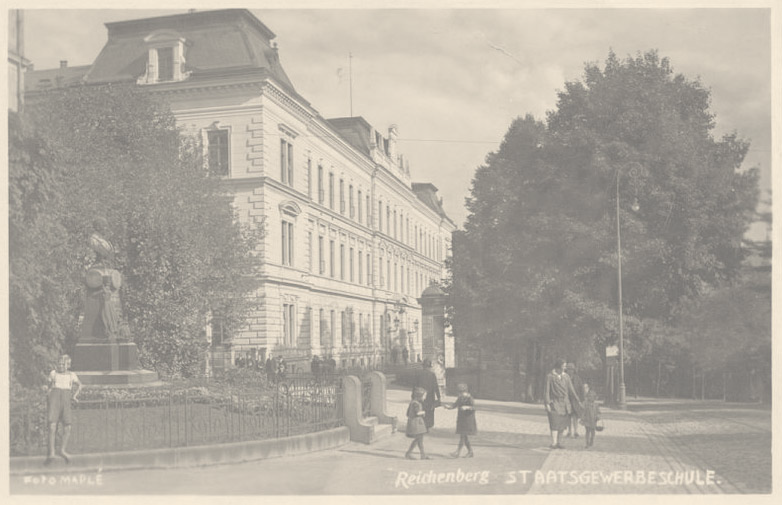 FOTO MAPLE
Reichenberg STAATSGEWERBESCHULE.